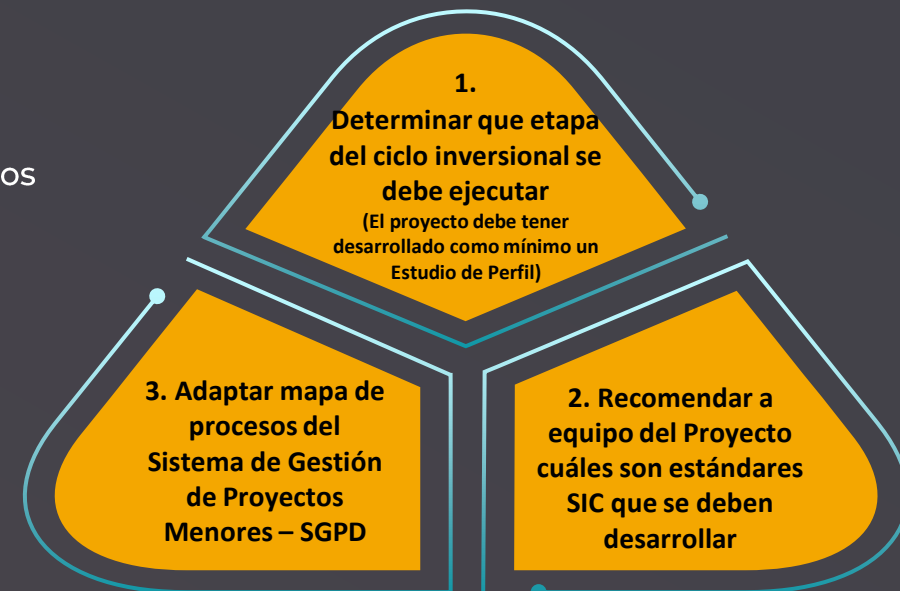 os
1.
Determinar que etapa
del ciclo inversional se
debe ejecutar
(El proyecto debe tener
desarrollado como mínimo un
Estudio de Perfil)
3. Adaptar mapa de
procesos del
Sistema de Gestión
de Proyectos
Menores – SGPD
2. Recomendar a
equipo del Proyecto
cuáles son estándares
SIC que se deben
desarrollar